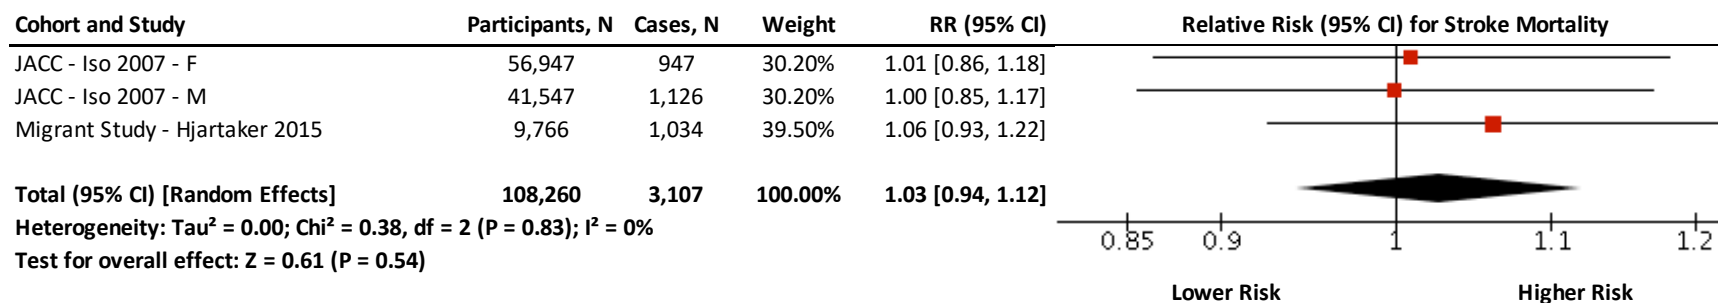 Cohort and Study Participants, N Cases, N Weight RR (95% CI) Relative Risk (95% CI) for Stroke Mortality
JACC - Iso 2007 - F 56,947 947 30.20% 1.01 [0.86, 1.18]
JACC - Iso 2007 - M 41,547 1,126 30.20% 1.00 [0.85, 1.17]
Migrant Study - Hjartaker 2015 9,766 1,034 39.50% 1.06 [0.93, 1.22]
Total (95% CI) [Random Effects] 108,260 3,107 100.00% 1.03 [0.94, 1.12]
Heterogeneity: Tau² = 0.00; Chi² = 0.38, df = 2 (P = 0.83); I² = 0%
0.85 0.9 1 1.1 1.2
Test for overall effect: Z = 0.61 (P = 0.54)
Lower Risk Higher Risk